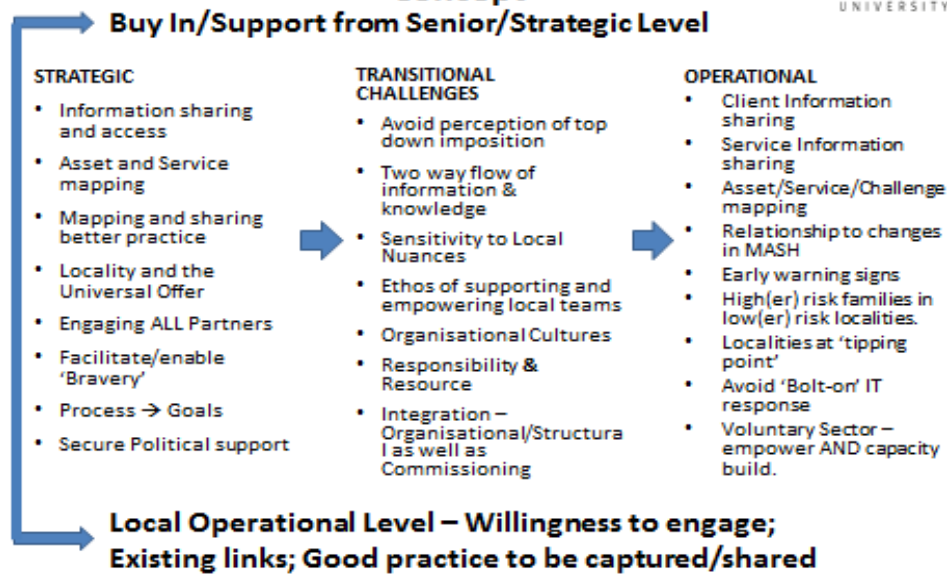 UNIVERSITY
Buy In/Support from Senior/Strategic Level
STRATEGIC
• Information sharing
and access
• Asset and Service
mapping
• Mapping and sharing
better practice
• Locality and the
Universal Offer
• Engaging ALL Partners
• Facilitate/enable
‘Bravery’
• Process → Goals
• Secure Political support
TRANSITIONAL
CHALLENGES
• Avoid perception of top
down imposition
• Two way flow of
information &
knowledge
• Sensitivity to Local
Nuances
• Ethos of supporting and
empowering local teams
• Organisational Cultures
• Responsibility &
Resource
• Integration –
Organisational/Structura
l as well as
Commissioning
OPERATIONAL
• Client Information
sharing
• Service Information
sharing
• Asset/Service/Challenge
mapping
• Relationship to changes
in MASH
• Early warning signs
• High(er) risk families in
low(er) risk localities.
• Localities at ‘tipping
point’
• Avoid ‘Bolt-on’ IT
response
• Voluntary Sector –
empower AND capacity
build.
Local Operational Level – Willingness to engage;
Existing links; Good practice to be captured/shared